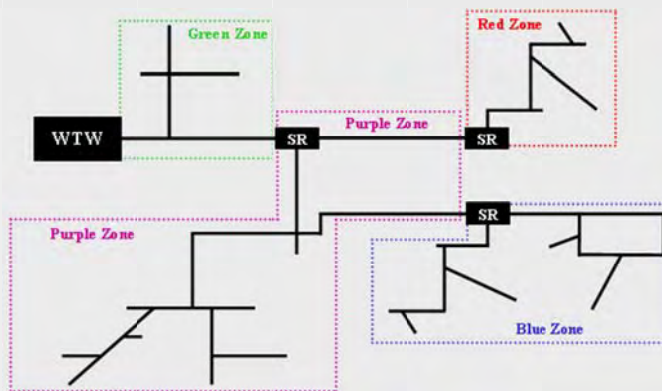 Green Zone
Red Zone
WTW
SR
Purple Zone
SR
Purple Zone
SR
Blue Zone